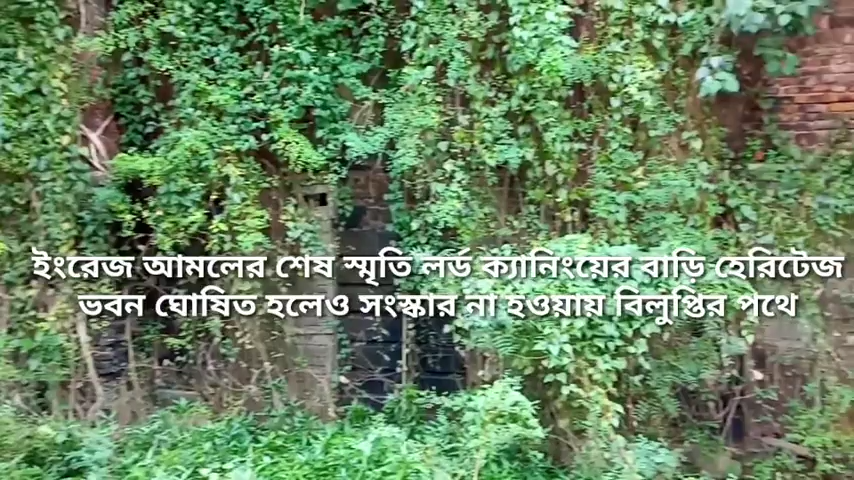 ইংরেজ আমলের শেষ স্মৃতি লর্ড ক্যানিংয়ের বাড়ি হেরিটেজ
ভবন ঘোষিত হলেও সংস্কার না হওয়ায় বিলুপ্তির পথে